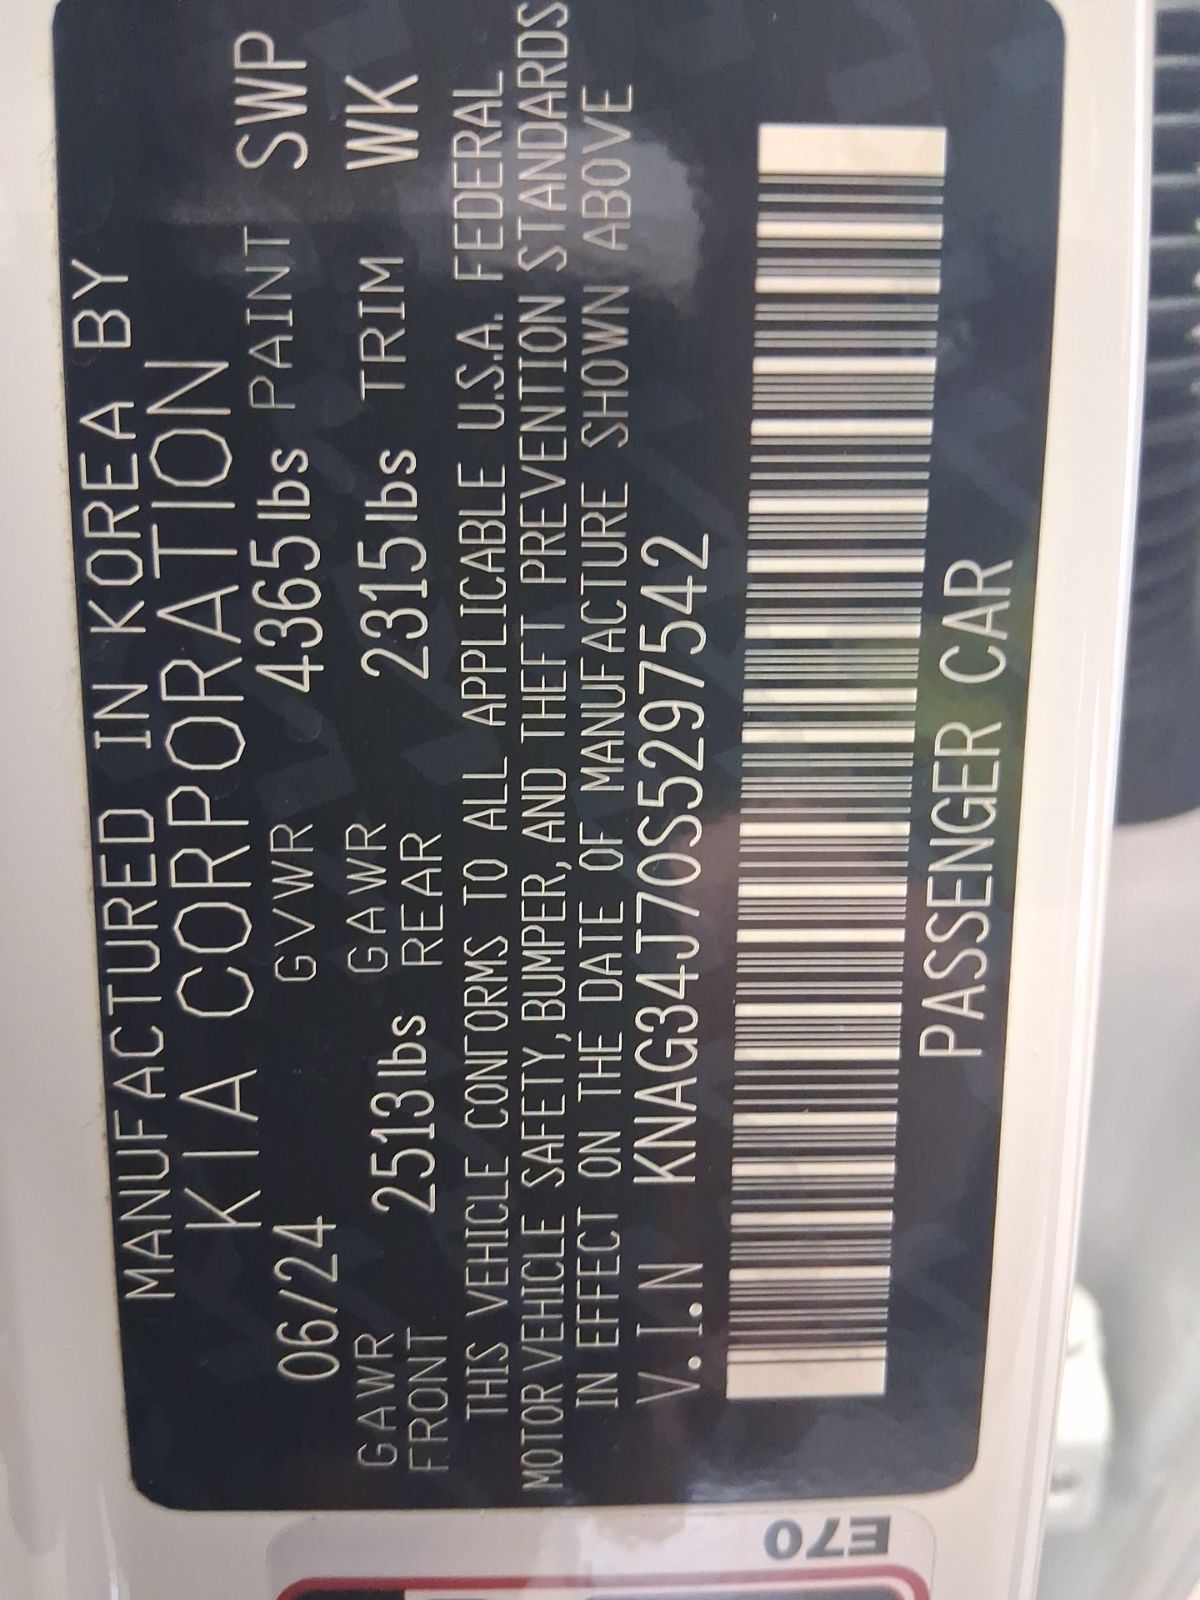 MANUFACTURED IN KOREA BY
KIA CORPORATION
06/24 GVWR 4365lbs PAINT SWP
GAWR FRONT 2513lbs GAWR REAR 2315lbs TRIM WK
THIS VEHICLE CONFORMS TO ALL APPLICABLE U.S.A. FEDERAL
MOTOR VEHICLE SAFETY, BUMPER, AND THEFT PREVENTION STANDARDS
IN EFFECT ON THE DATE OF MANUFACTURE SHOWN ABOVE
V.I.N KNAG34J70S5297542
PASSENGER CAR
E70